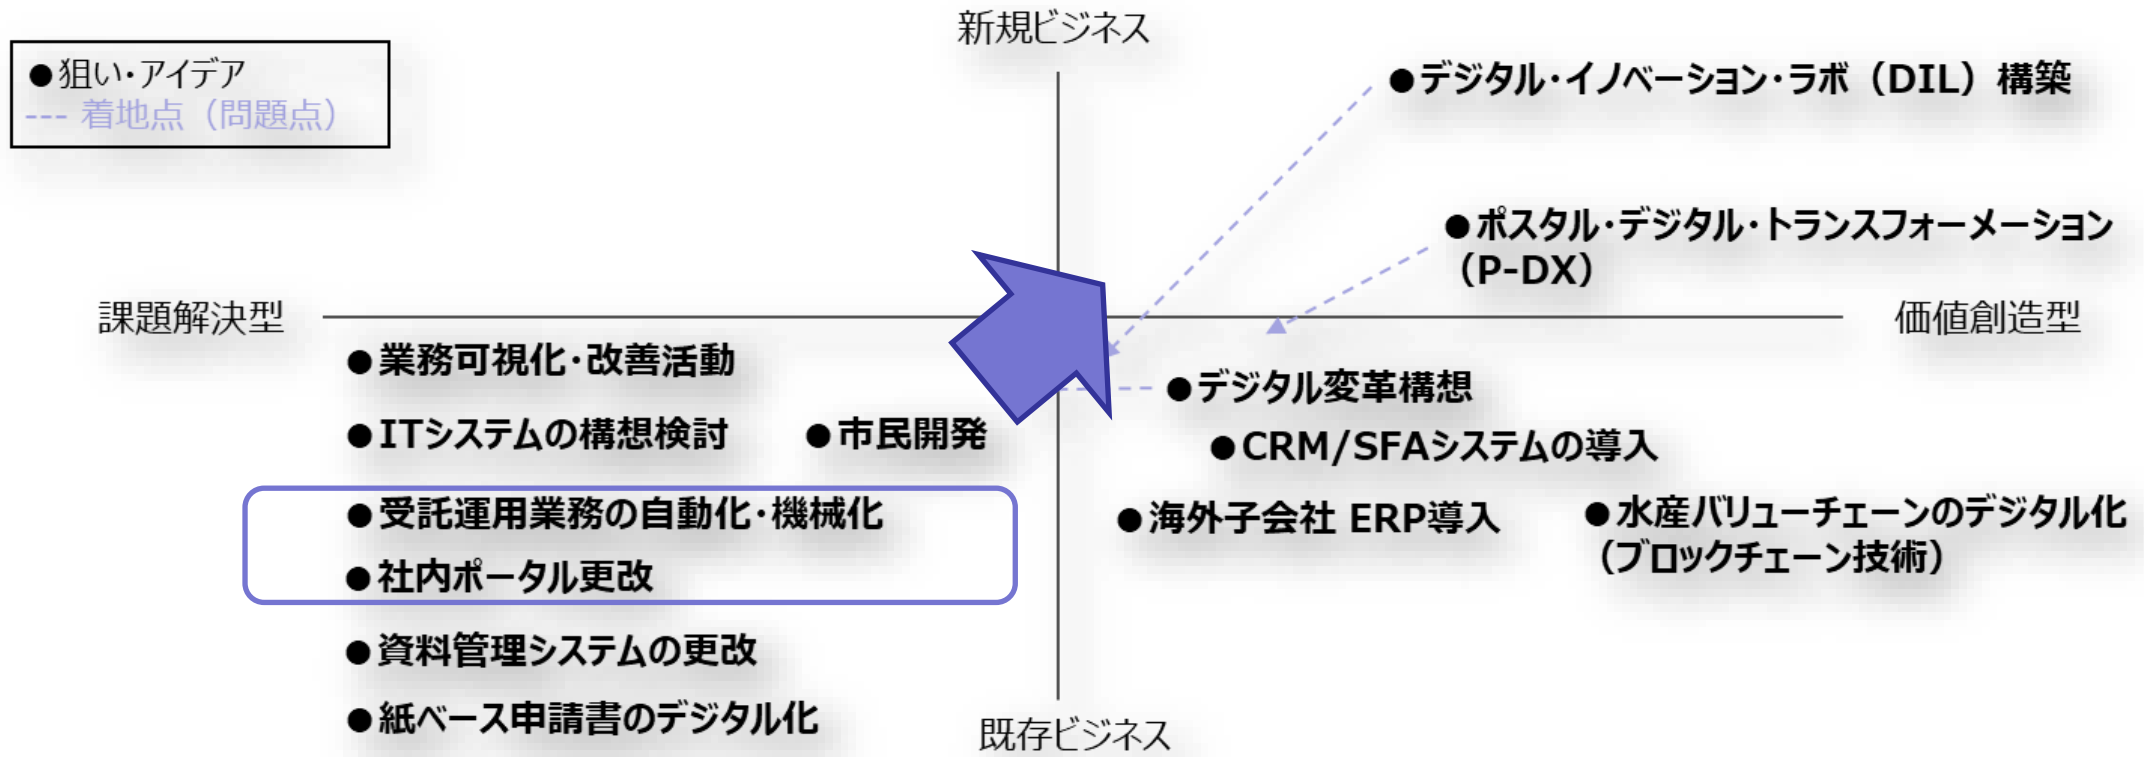 新規ビジネス
●狙い・アイデア
--- 着地点（問題点）
●デジタル・イノベーション・ラボ（DIL）構築
●ポスタル・デジタル・トランスフォーメーション
（P-DX）
課題解決型
価値創造型
●業務可視化・改善活動
●デジタル変革構想
●ITシステムの構想検討
●市民開発
●CRM/SFAシステムの導入
●受託運用業務の自動化・機械化
●海外子会社 ERP導入
●水産バリューチェーンのデジタル化
（ブロックチェーン技術）
●社内ポータル更改
●資料管理システムの更改
●紙ベース申請書のデジタル化
既存ビジネス